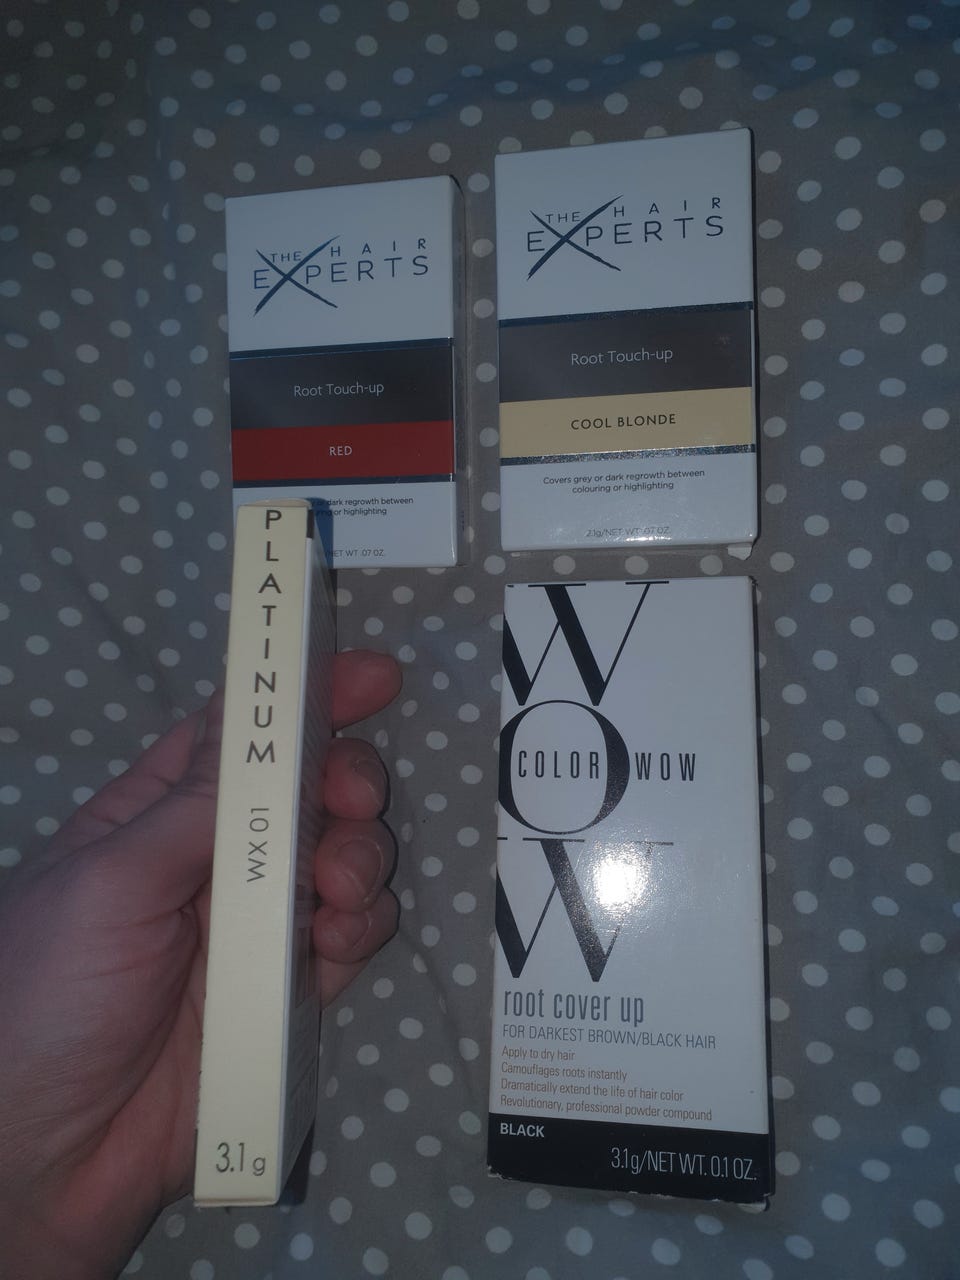 THE HAIR
EXPERTS
Root Touch-up
RED
or dark regrowth between
or highlighting
NET WT .07 OZ.
THE HAIR
EXPERTS
Root Touch-up
COOL BLONDE
Covers grey or dark regrowth between
colouring or highlighting
2.1g/NET WT .07 OZ.
PLATINUM
WX 01
3.1 g
W
O
W
COLOR WOW
root cover up
FOR DARKEST BROWN/BLACK HAIR
Apply to dry hair
Camouflages roots instantly
Dramatically extend the life of hair color
Revolutionary, professional powder compound
BLACK
3.1g/NET WT. 0.1 OZ.